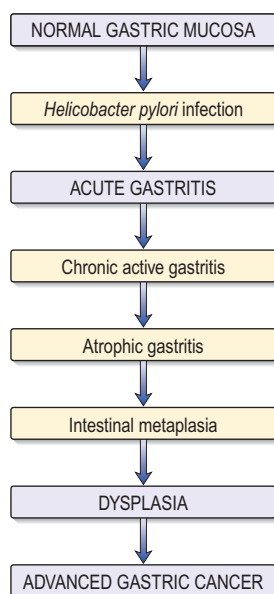 NORMAL GASTRIC MUCOSA
Helicobacter pylori infection
ACUTE GASTRITIS
Chronic active gastritis
Atrophic gastritis
Intestinal metaplasia
DYSPLASIA
ADVANCED GASTRIC CANCER